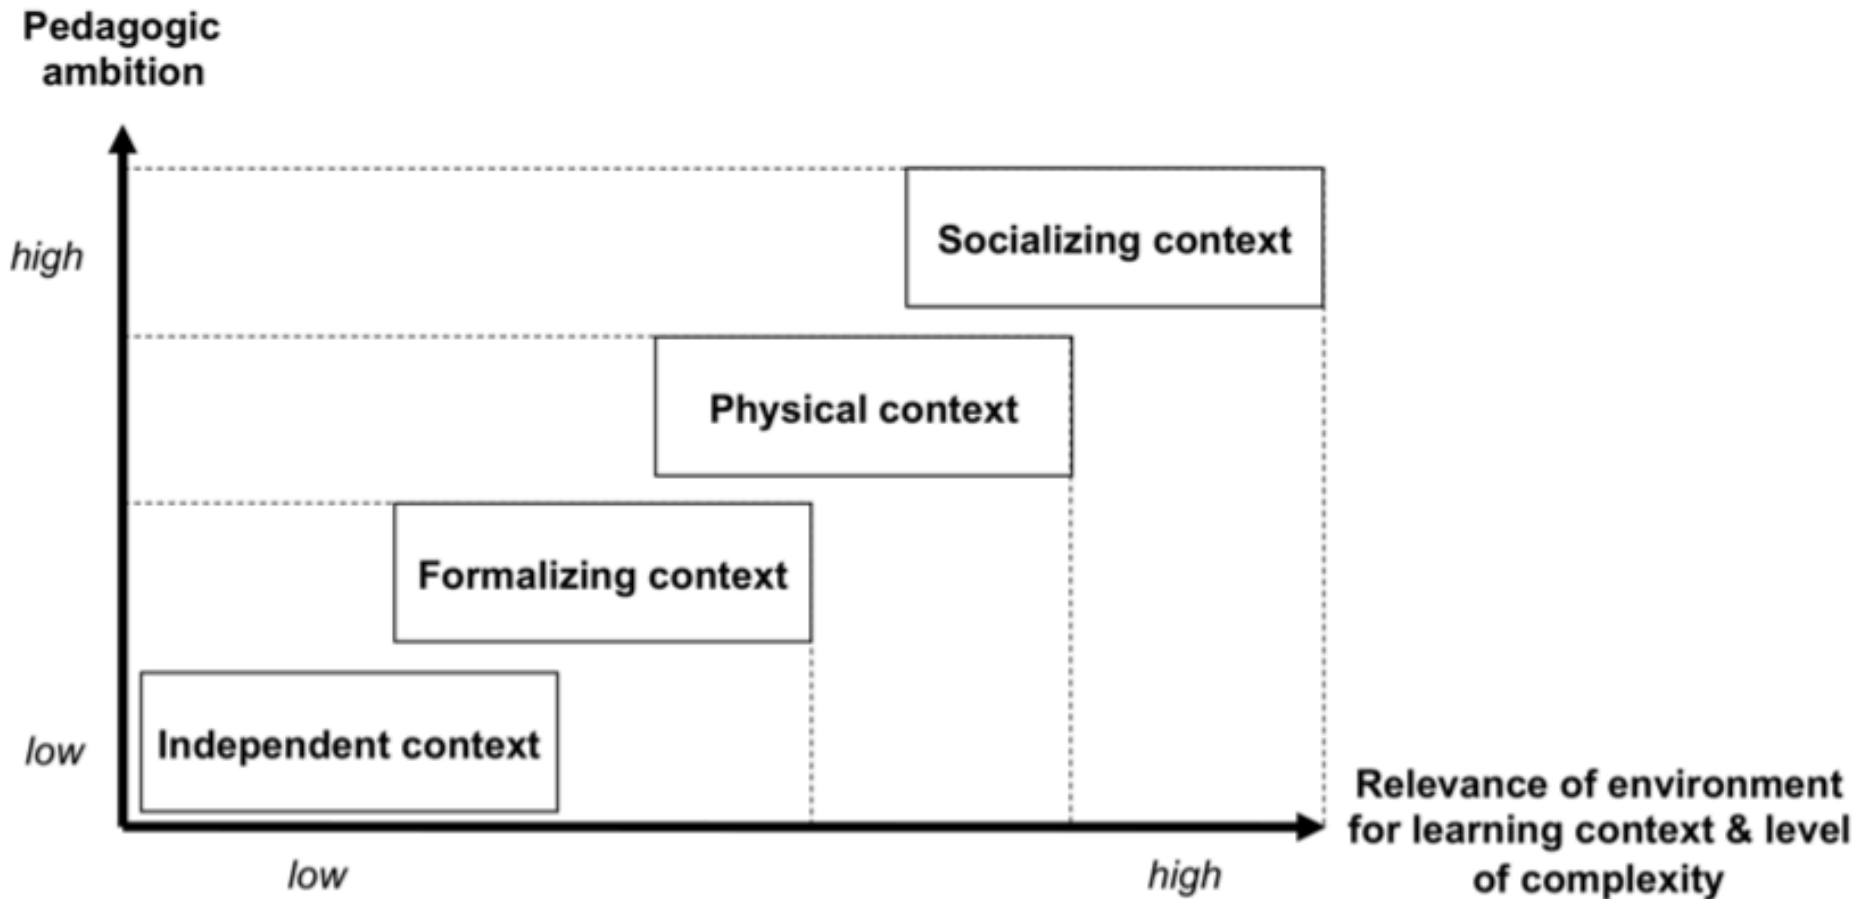 Pedagogic
ambition
high
Socializing context
Physical context
Formalizing context
low
Independent context
Relevance of environment
for learning context & level
of complexity
low
high